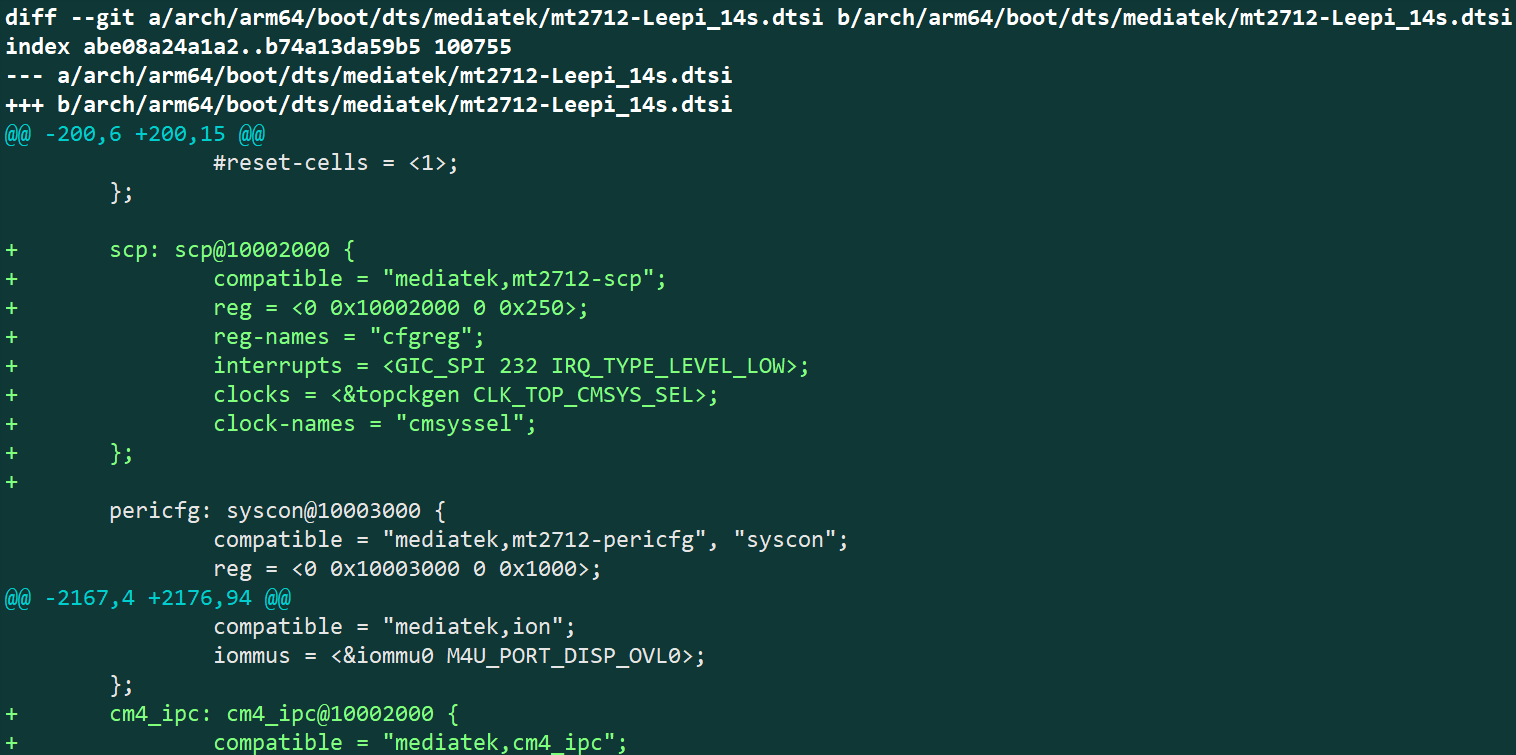 diff --git a/arch/arm64/boot/dts/mediatek/mt2712-Leepi_14s.dtsi b/arch/arm64/boot/dts/mediatek/mt2712-Leepi_14s.dtsi
index abe08a24a1a2..b74a13da59b5 100755
--- a/arch/arm64/boot/dts/mediatek/mt2712-Leepi_14s.dtsi
+++ b/arch/arm64/boot/dts/mediatek/mt2712-Leepi_14s.dtsi
@@ -200,6 +200,15 @@
                #reset-cells = <1>;
        };

+       scp: scp@10002000 {
+               compatible = "mediatek,mt2712-scp";
+               reg = <0 0x10002000 0 0x250>;
+               reg-names = "cfgreg";
+               interrupts = <GIC_SPI 232 IRQ_TYPE_LEVEL_LOW>;
+               clocks = <&topckgen CLK_TOP_CMSYS_SEL>;
+               clock-names = "cmsyssel";
+       };
+
        pericfg: syscon@10003000 {
                compatible = "mediatek,mt2712-pericfg", "syscon";
                reg = <0 0x10003000 0 0x1000>;
@@ -2167,4 +2176,94 @@
                compatible = "mediatek,ion";
                iommus = <&iommu0 M4U_PORT_DISP_OVL0>;
        };
+       cm4_ipc: cm4_ipc@10002000 {
+               compatible = "mediatek,cm4_ipc";